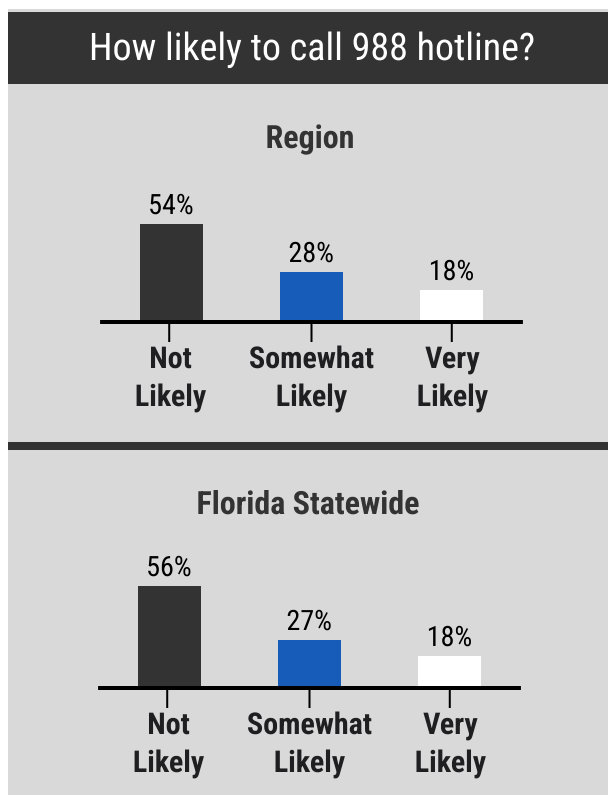 How likely to call 988 hotline?
Region
54%
28%
18%
Not
Likely
Somewhat
Likely
Very
Likely
Florida Statewide
56%
27%
18%
Not
Likely
Somewhat
Likely
Very
Likely